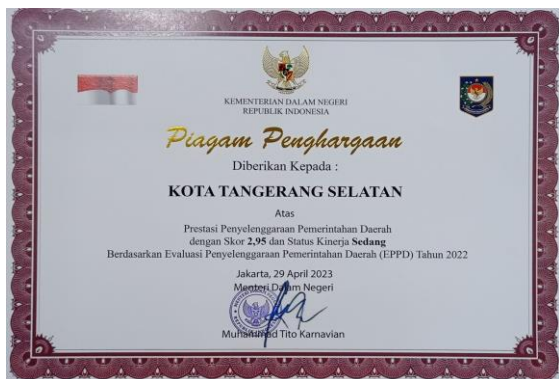 KEMENTERIAN DALAM NEGERI
REPUBLIK INDONESIA
Piagam Penghargaan
Diberikan Kepada :
KOTA TANGERANG SELATAN
Atas
Prestasi Penyelenggaraan Pemerintahan Daerah
dengan Skor 2,95 dan Status Kinerja Sedang
Berdasarkan Evaluasi Penyelenggaraan Pemerintahan Daerah (EPPD) Tahun 2022
Jakarta, 29 April 2023
Menteri Dalam Negeri
Muhammad Tito Karnavian